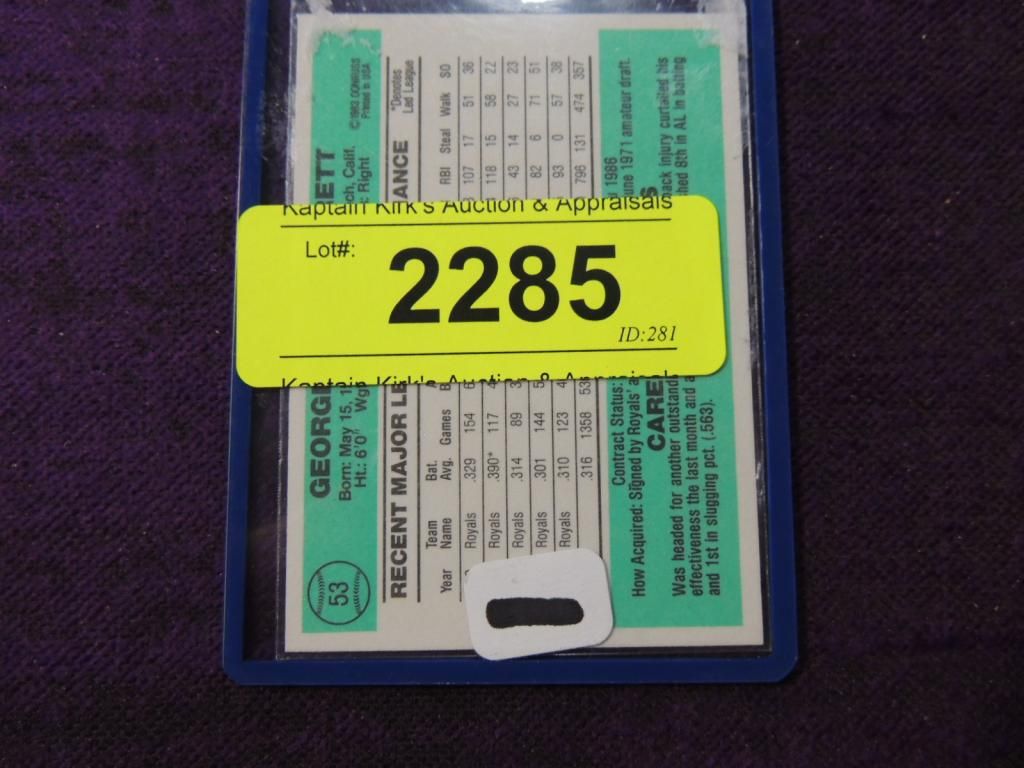 Kaptain Kirk's Auction & Appraisals
Lot#:
2285
ID:281
Kaptain Kirk's Auction & Appraisals
53
GEORGE ETT
Born: May 15, ch, Calif.
Ht.: 6'0" : Right
©1983 DONRUSS
Printed in USA
RECENT MAJOR LE ANCE
*Denotes
Led League
Year Team Name Bat. Avg. Games RBI Steal Walk SO
Royals .329 154 107 17 51 36
Royals .390* 117 118 15 58 22
Royals .314 89 43 14 27 23
Royals .301 144 82 6 71 51
Royals .310 123 93 0 57 38
.316 1358 796 131 474 357
Contract Status: 1986
How Acquired: Signed by Royals' une 1971 amateur draft.
CARE S
Was headed for another outstand back injury curtailed his
effectiveness the last month and hed 8th in AL in batting
and 1st in slugging pct. (.563).